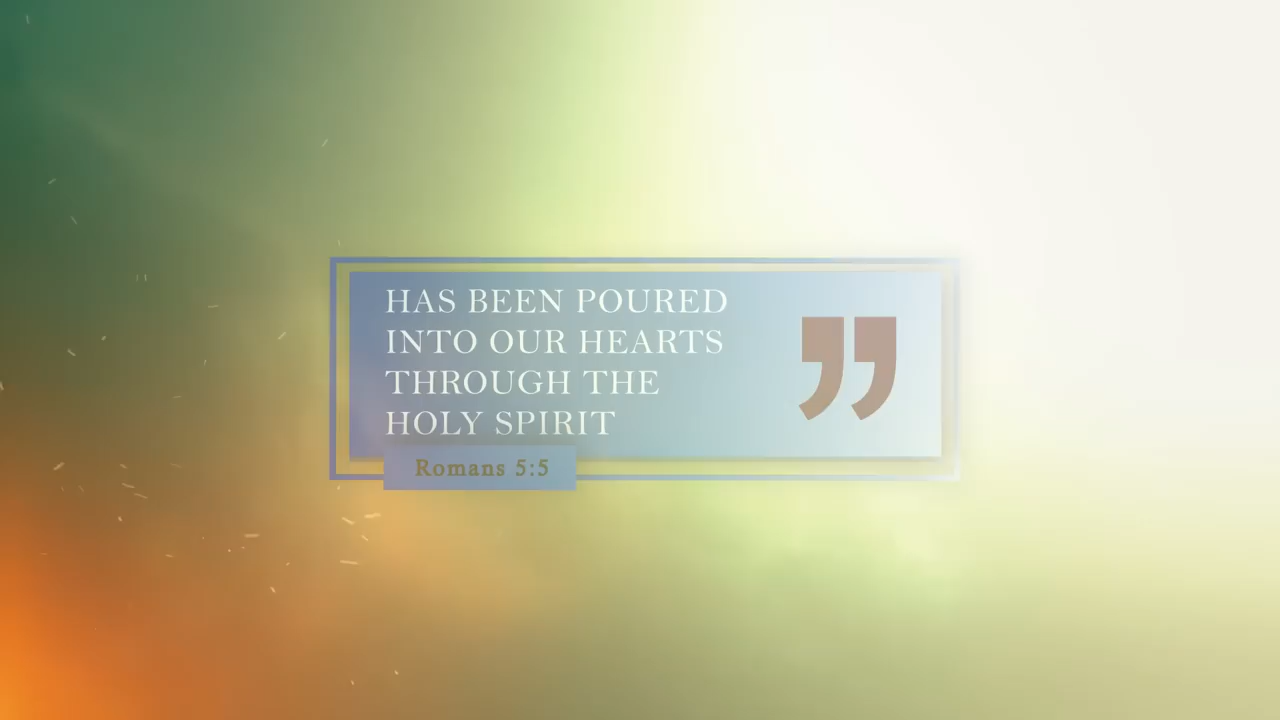 HAS BEEN POURED
INTO OUR HEARTS
THROUGH THE
HOLY SPIRIT
”
Romans 5:5